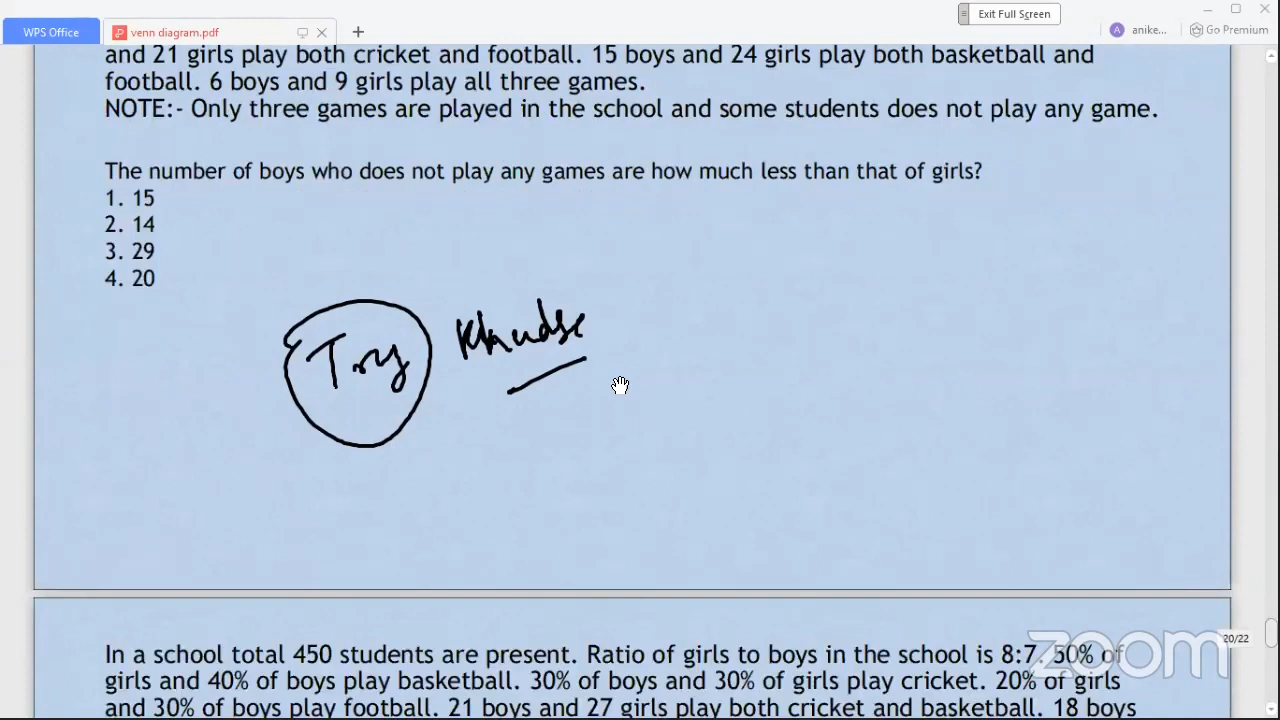 Exit Full Screen
WPS Office
venn diagram.pdf
anike...
Go Premium
and 21 girls play both cricket and football. 15 boys and 24 girls play both basketball and
football. 6 boys and 9 girls play all three games.
NOTE:- Only three games are played in the school and some students does not play any game.
The number of boys who does not play any games are how much less than that of girls?
1. 15
2. 14
3. 29
4. 20
Try
20/22
zoom
In a school total 450 students are present. Ratio of girls to boys in the school is 8:7. 50% of
girls and 40% of boys play basketball. 30% of boys and 30% of girls play cricket. 20% of girls
and 30% of boys play football. 21 boys and 27 girls play both cricket and basketball. 18 boys